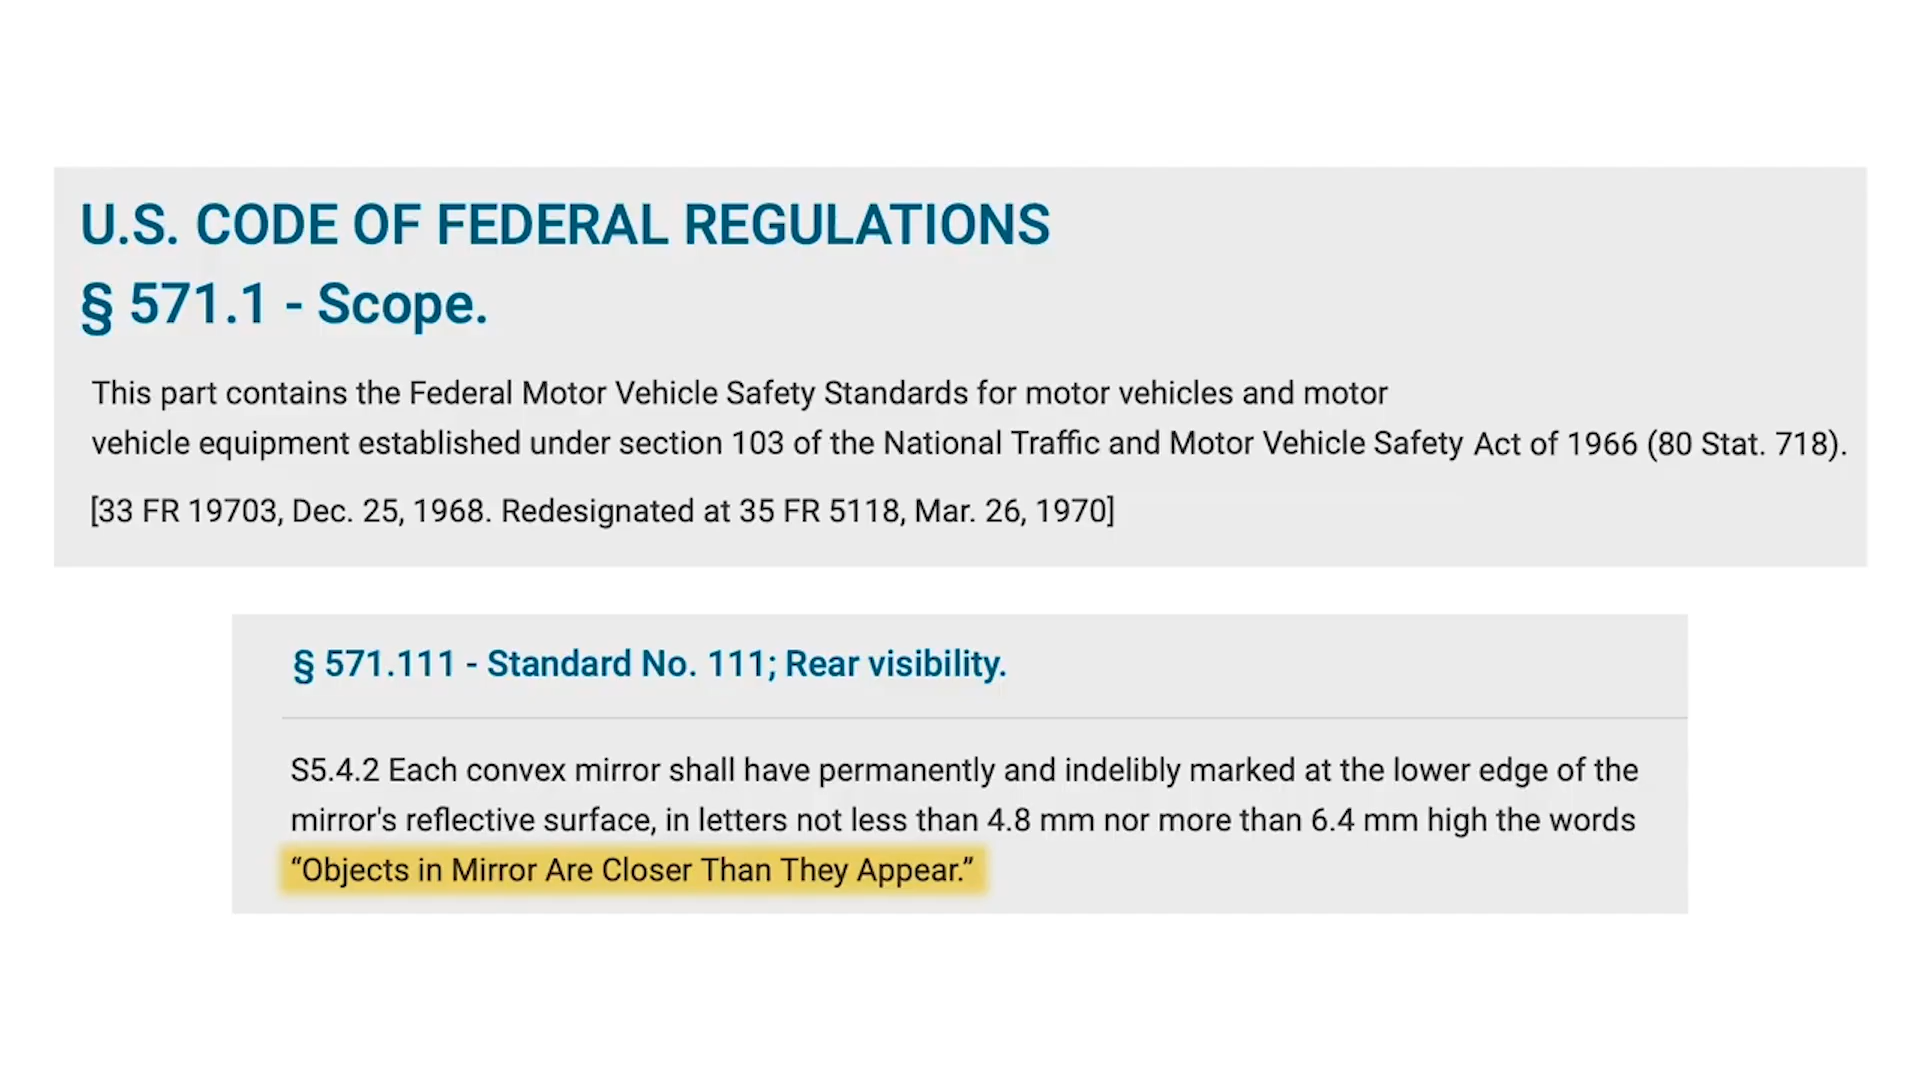 U.S. CODE OF FEDERAL REGULATIONS
§ 571.1 - Scope.
This part contains the Federal Motor Vehicle Safety Standards for motor vehicles and motor
vehicle equipment established under section 103 of the National Traffic and Motor Vehicle Safety Act of 1966 (80 Stat. 718).
[33 FR 19703, Dec. 25, 1968. Redesignated at 35 FR 5118, Mar. 26, 1970]
§ 571.111 - Standard No. 111; Rear visibility.
S5.4.2 Each convex mirror shall have permanently and indelibly marked at the lower edge of the
mirror's reflective surface, in letters not less than 4.8 mm nor more than 6.4 mm high the words
“Objects in Mirror Are Closer Than They Appear.”